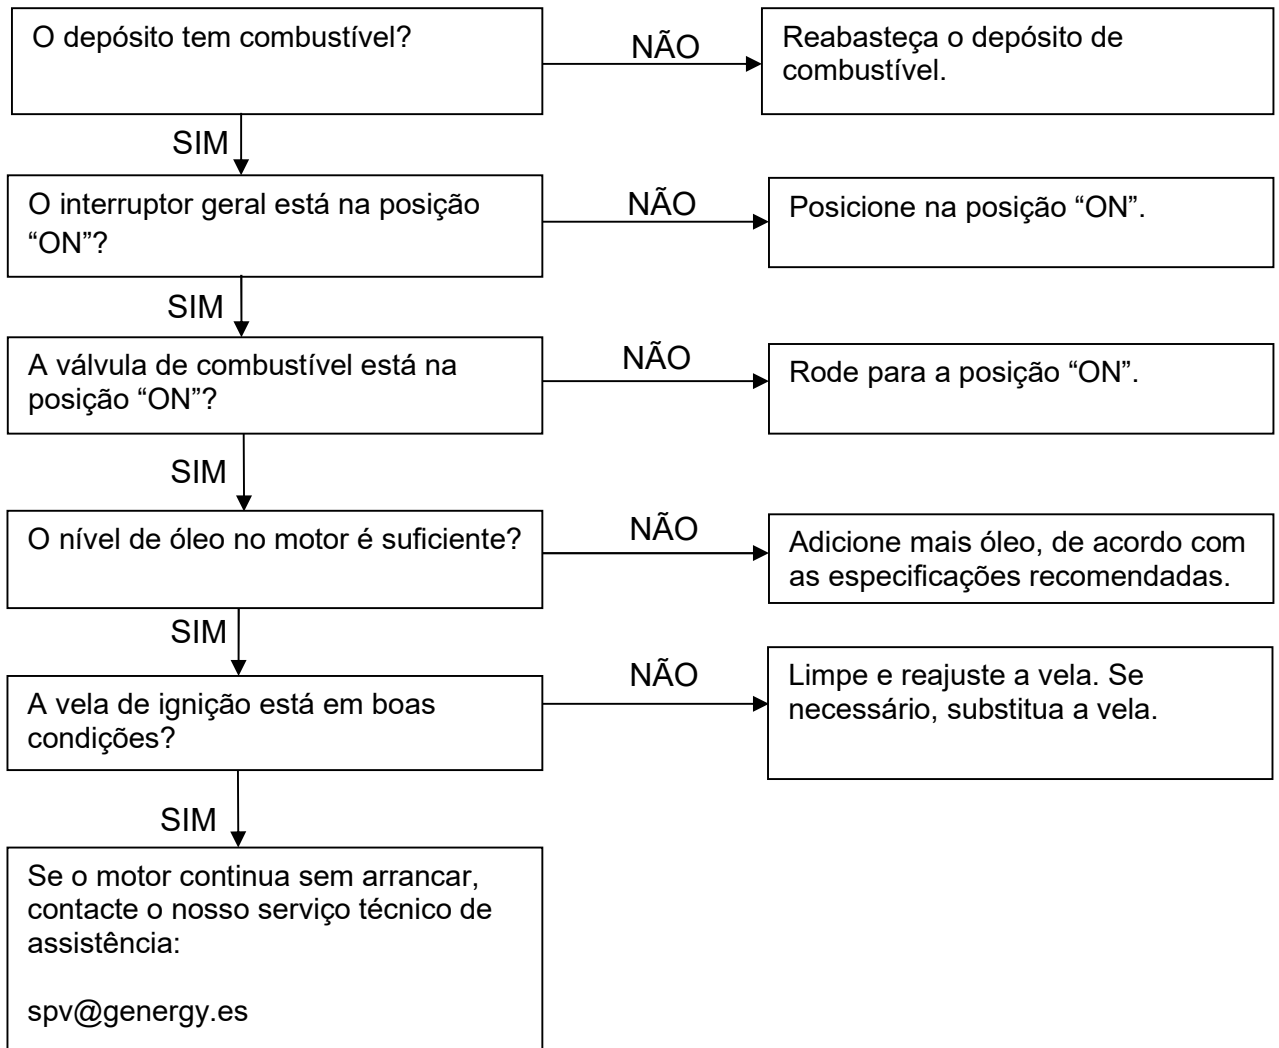 O depósito tem combustível?
NÃO
Reabasteça o depósito de
combustível.
SIM
O interruptor geral está na posição
“ON”?
NÃO
Posicione na posição “ON”.
SIM
A válvula de combustível está na
posição “ON”?
NÃO
Rode para a posição “ON”.
SIM
O nível de óleo no motor é suficiente?
NÃO
Adicione mais óleo, de acordo com
as especificações recomendadas.
SIM
A vela de ignição está em boas
condições?
NÃO
Limpe e reajuste a vela. Se
necessário, substitua a vela.
SIM
Se o motor continua sem arrancar,
contacte o nosso serviço técnico de
assistência:
spv@genergy.es